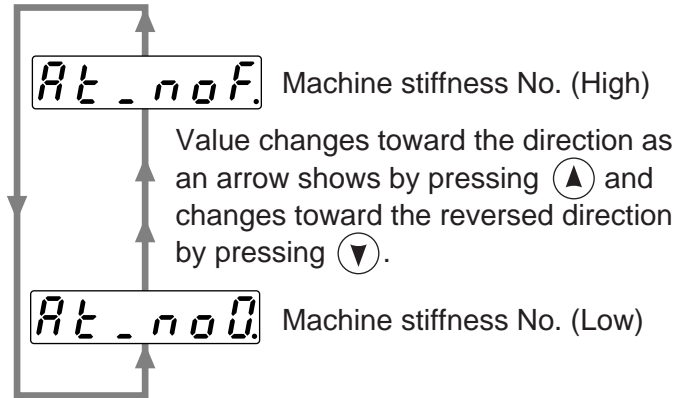 At_noF. Machine stiffness No. (High)
Value changes toward the direction as
an arrow shows by pressing ▲ and
changes toward the reversed direction
by pressing ▼.
At_no0. Machine stiffness No. (Low)